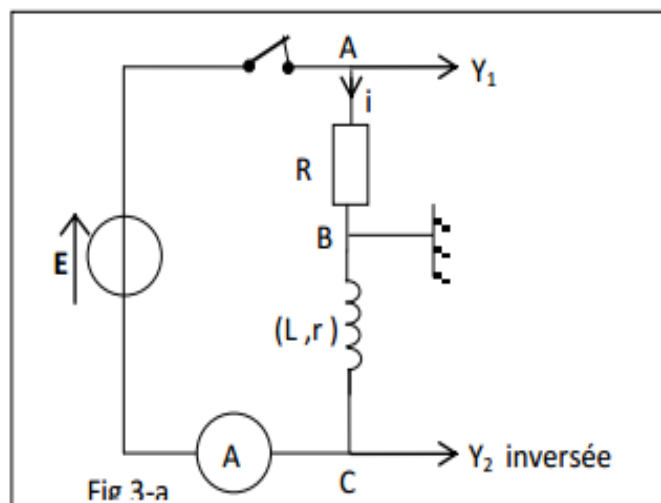 A
Y₁
i
R
B
E
(L ,r )
A
Y₂ inversée
C
Fig 3-a